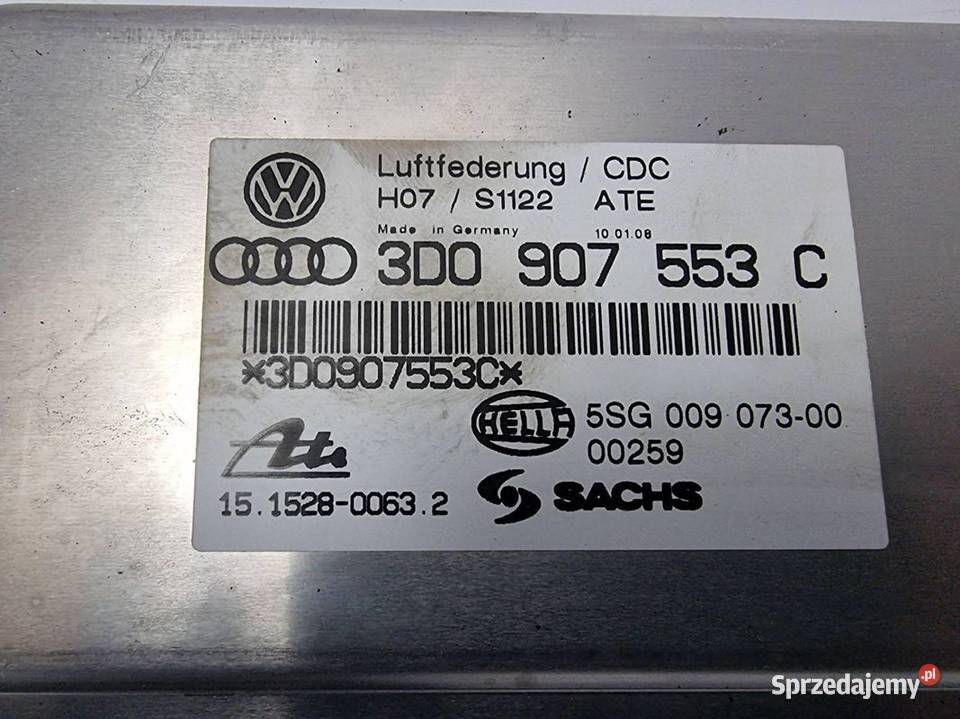 Luftfederung / CDC
H07 / S1122 ATE
Made in Germany 10.01.08
3D0 907 553 C
*3D0907553C*
HELLA 5SG 009 073-00
00259
Ate
15.1528-0063.2
SACHS
Sprzedajemy.pl